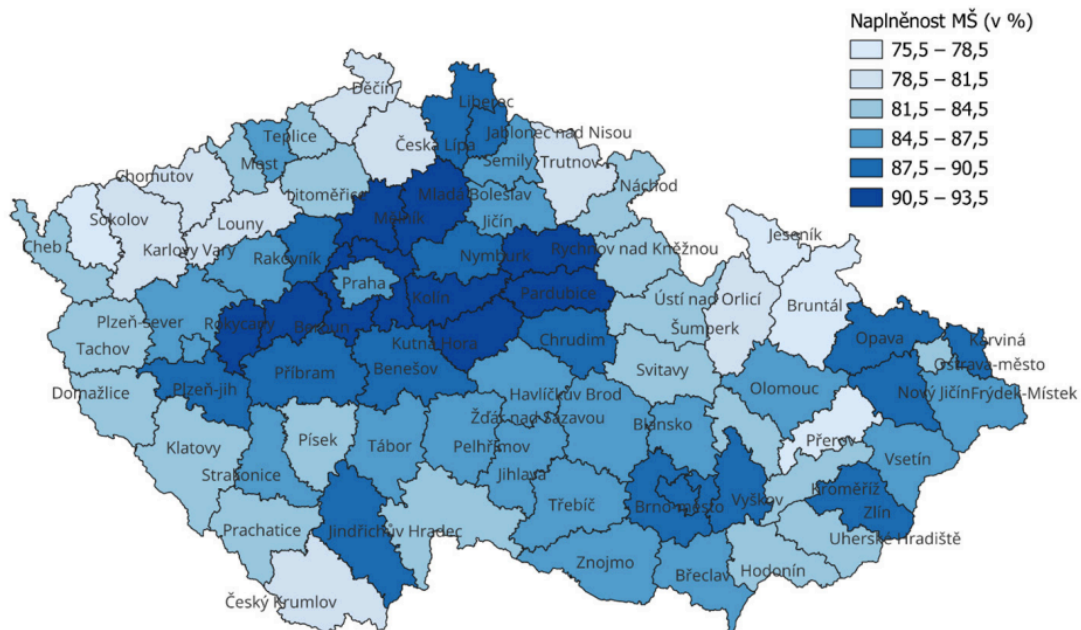 Naplněnost MŠ (v %)
75,5 – 78,5
78,5 – 81,5
81,5 – 84,5
84,5 – 87,5
87,5 – 90,5
90,5 – 93,5
Děčín
Liberec
Teplice
Česká Lípa
Jablonec nad Nisou
Most
Semily
Trutnov
Chomutov
Litoměřice
Mladá Boleslav
Náchod
Sokolov
Louny
Mělník
Jičín
Cheb
Karlovy Vary
Rakovník
Nymburk
Rychnov nad Kněžnou
Jeseník
Praha
Kolín
Pardubice
Ústí nad Orlicí
Bruntál
Plzeň-sever
Rokycany
Beroun
Šumperk
Tachov
Kutná Hora
Chrudim
Opava
Karviná
Ostrava-město
Příbram
Benešov
Svitavy
Domažlice
Plzeň-jih
Havlíčkův Brod
Olomouc
Nový Jičín
Frýdek-Místek
Žďár nad Sázavou
Blansko
Klatovy
Písek
Tábor
Pelhřimov
Přerov
Vsetín
Strakonice
Jihlava
Třebíč
Brno-město
Vyškov
Kroměříž
Zlín
Prachatice
Jindřichův Hradec
Uherské Hradiště
Znojmo
Břeclav
Hodonín
Český Krumlov